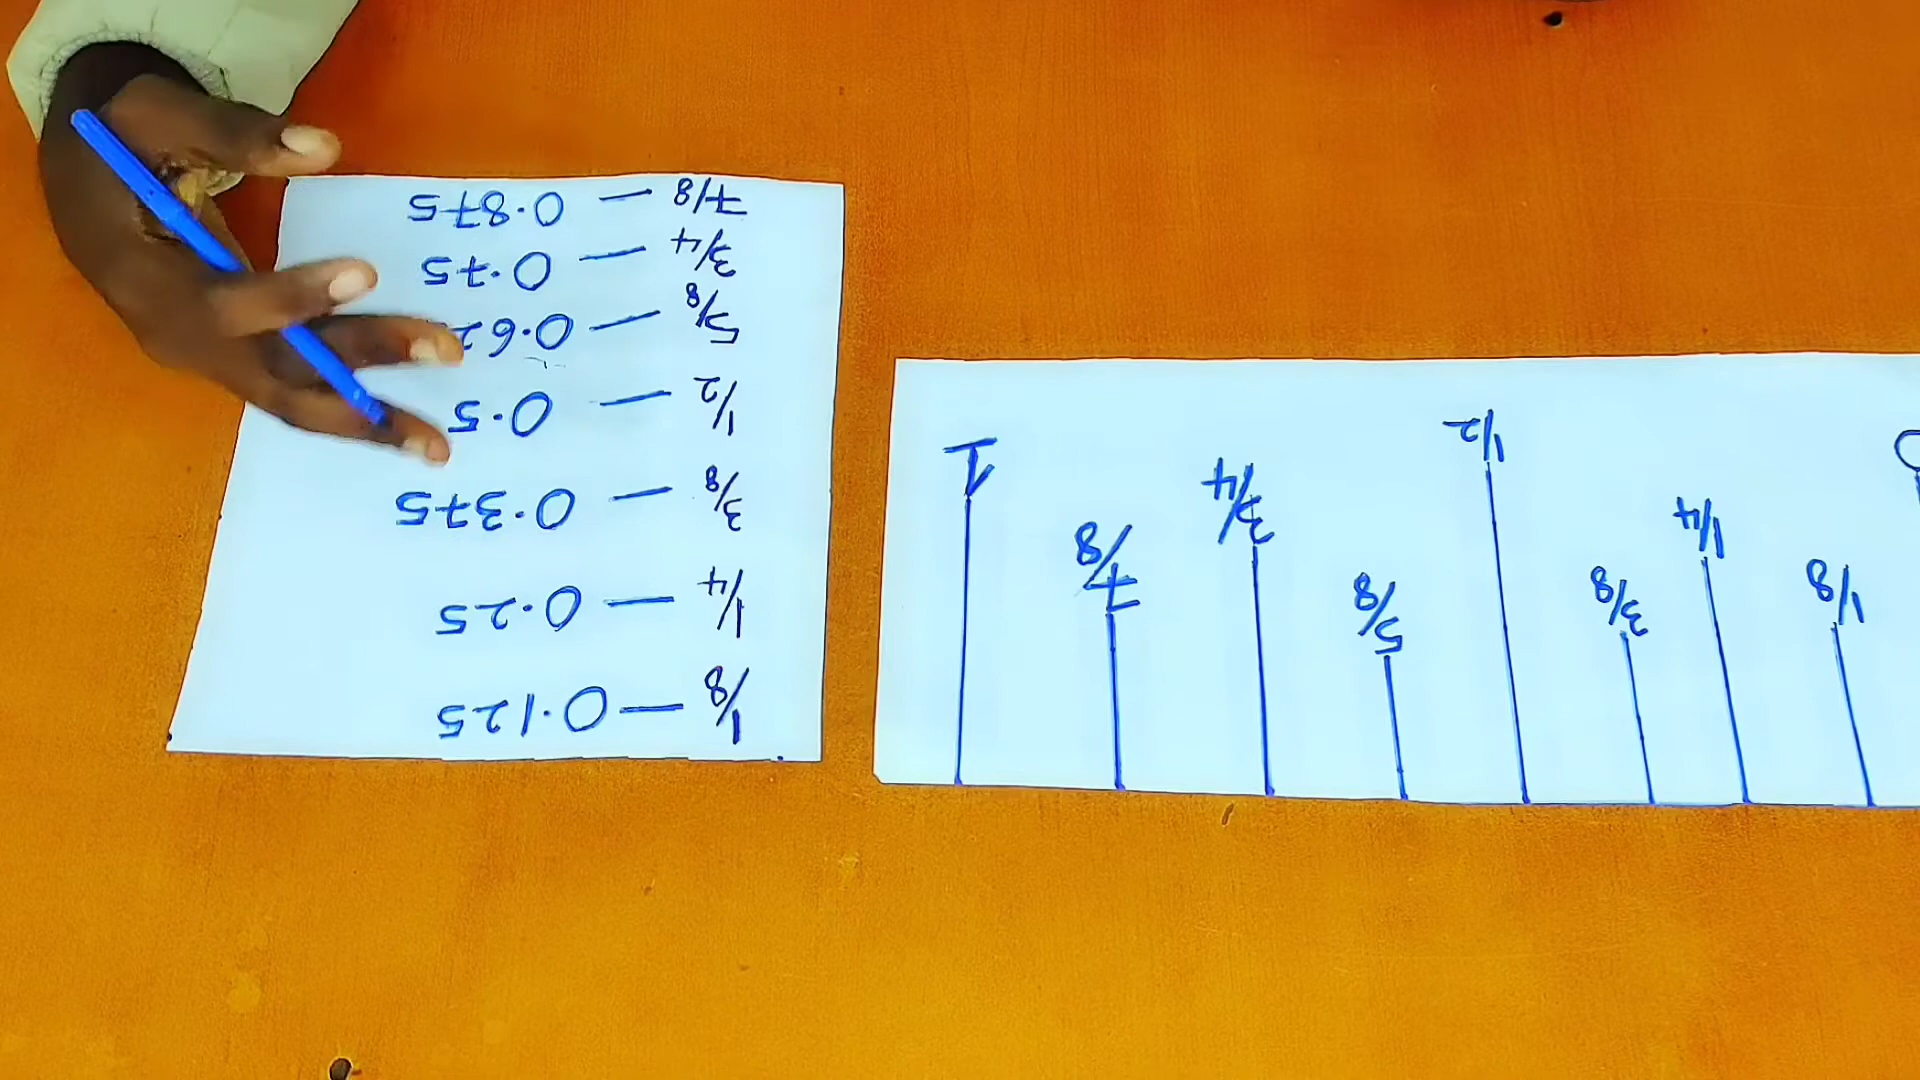 0 1/8 1/4 3/8 1/2 5/8 3/4 7/8 1
1/8 — 0.125
1/4 — 0.25
3/8 — 0.375
1/2 — 0.5
5/8 — 0.62
3/4 — 0.75
7/8 — 0.875